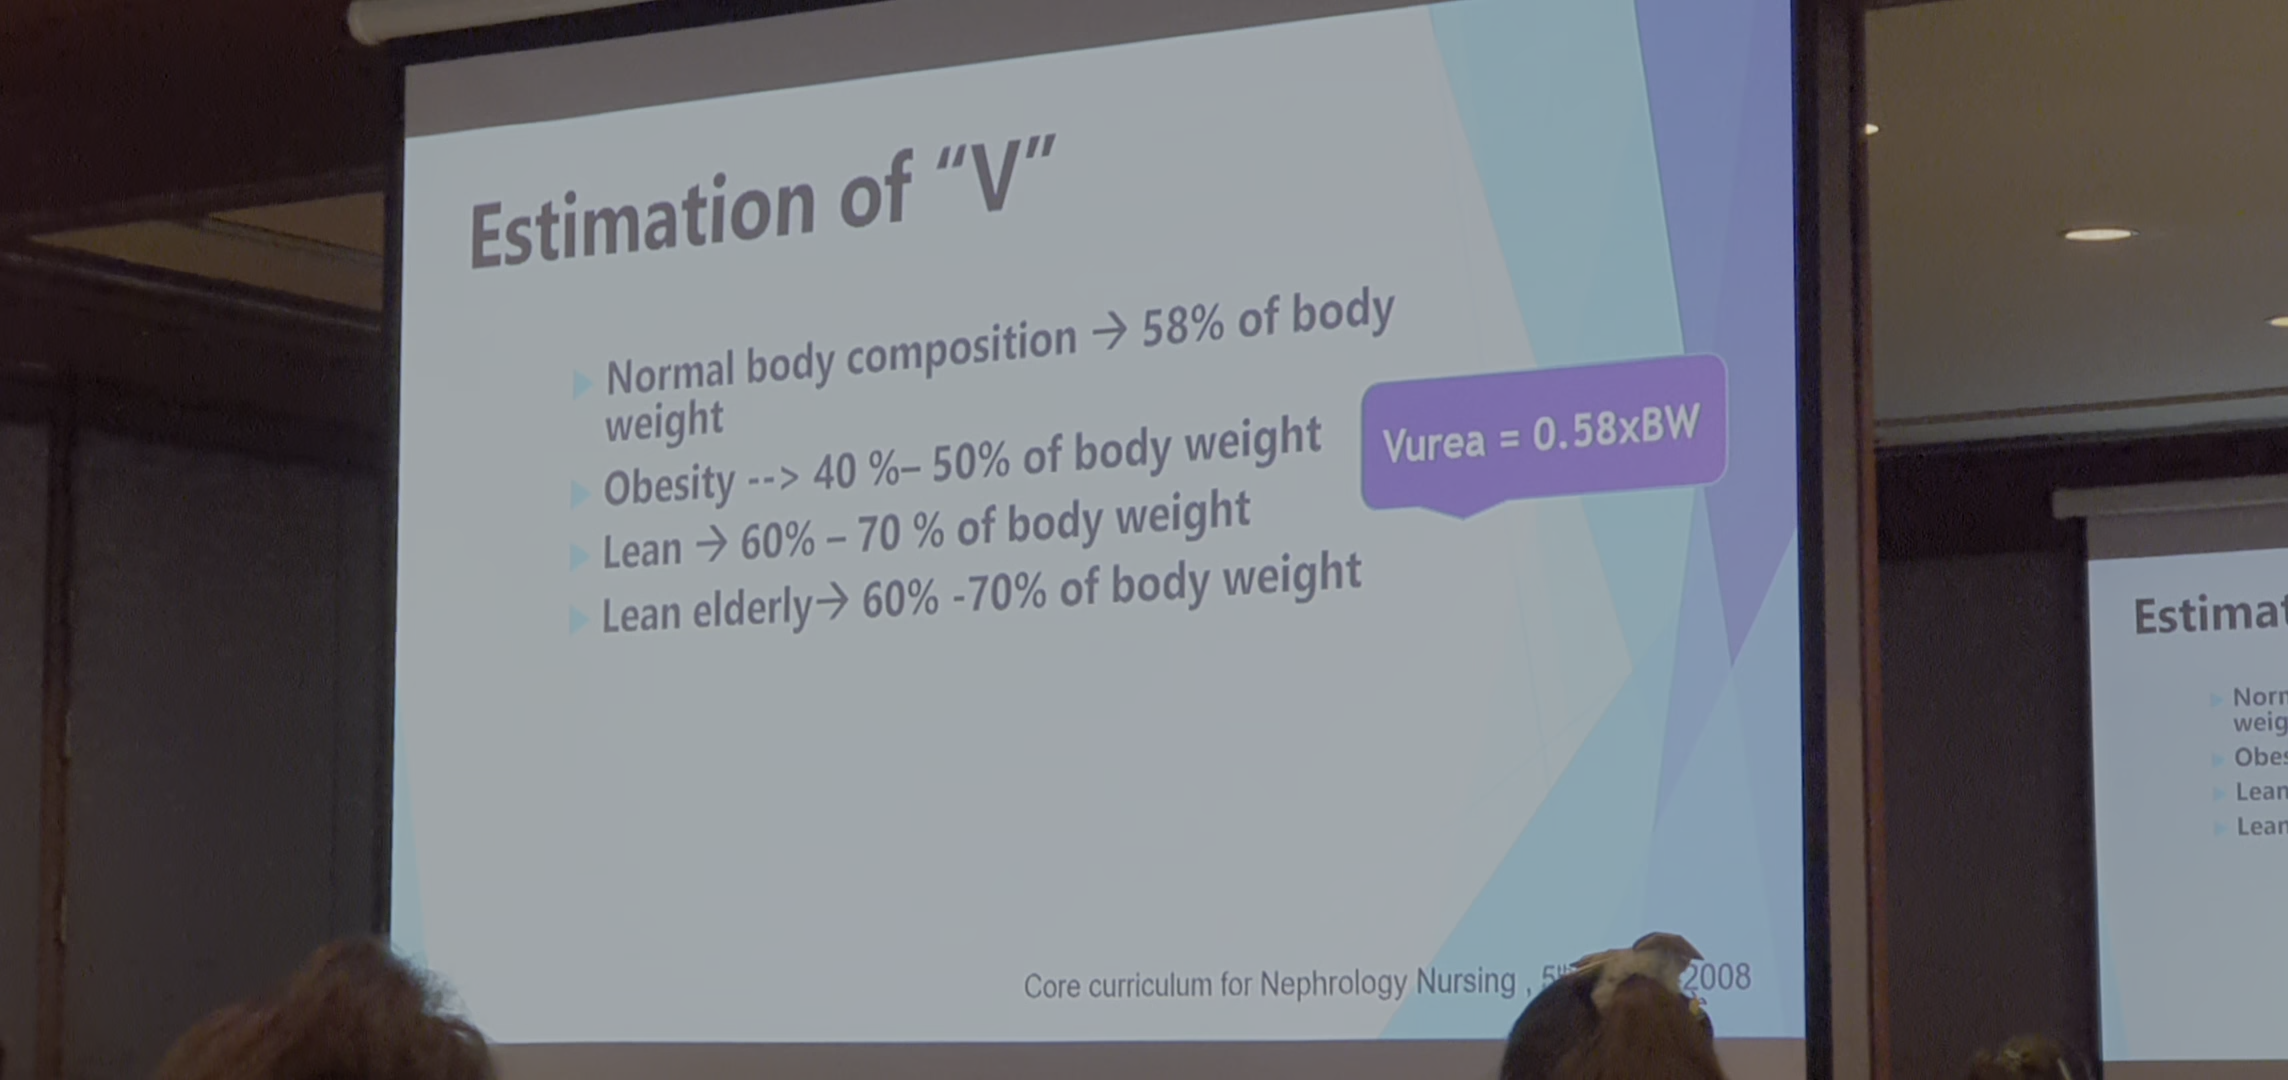 Estimation of “V”
Normal body composition → 58% of body
weight
Obesity --> 40 %– 50% of body weight
Lean → 60% – 70 % of body weight
Lean elderly→ 60% -70% of body weight
Vurea = 0.58xBW
Core curriculum for Nephrology Nursing , 5th 2008
Estimat
Norn
weig
Obes
Lean
Lean